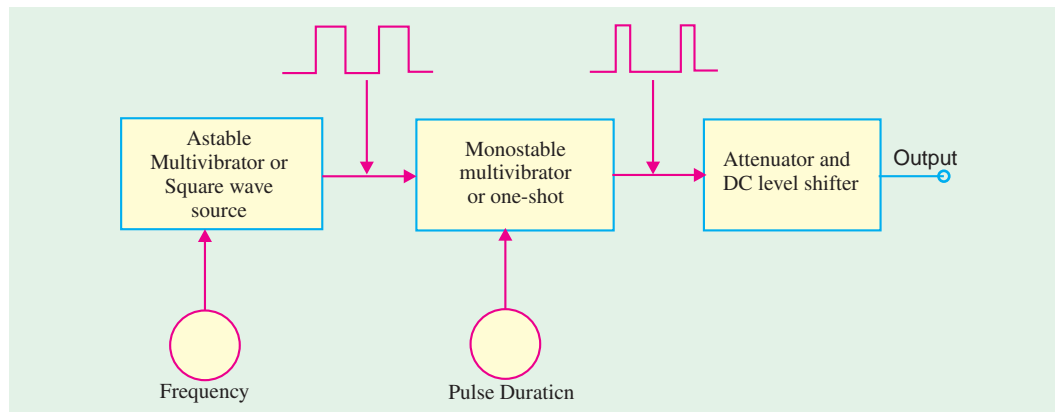 Astable
Multivibrator or
Square wave
source
Monostable
multivibrator
or one-shot
Attenuator and
DC level shifter
Output
Frequency
Pulse Duraticn